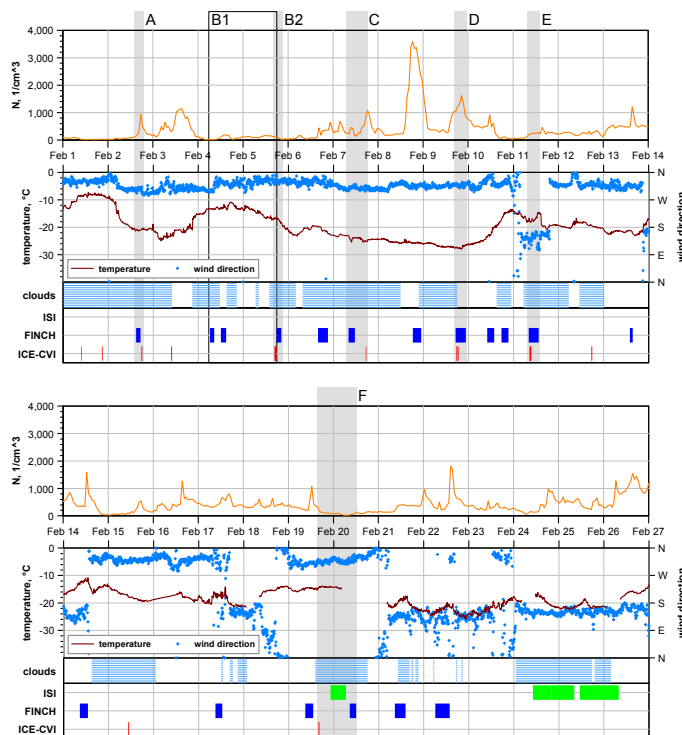 A B1 B2 C D E
4,000
3,000
2,000
1,000
0
N, 1/cm^3
Feb 1 Feb 2 Feb 3 Feb 4 Feb 5 Feb 6 Feb 7 Feb 8 Feb 9 Feb 10 Feb 11 Feb 12 Feb 13 Feb 14
0 N
-10 W
-20 S
-30 E
N
temperature, °C
wind direction
temperature wind direction
clouds
ISI
FINCH
ICE-CVI
F
4,000
3,000
2,000
1,000
0
N, 1/cm^3
Feb 14 Feb 15 Feb 16 Feb 17 Feb 18 Feb 19 Feb 20 Feb 21 Feb 22 Feb 23 Feb 24 Feb 25 Feb 26 Feb 27
0 N
-10 W
-20 S
-30 E
N
temperature, °C
wind direction
temperature wind direction
clouds
ISI
FINCH
ICE-CVI